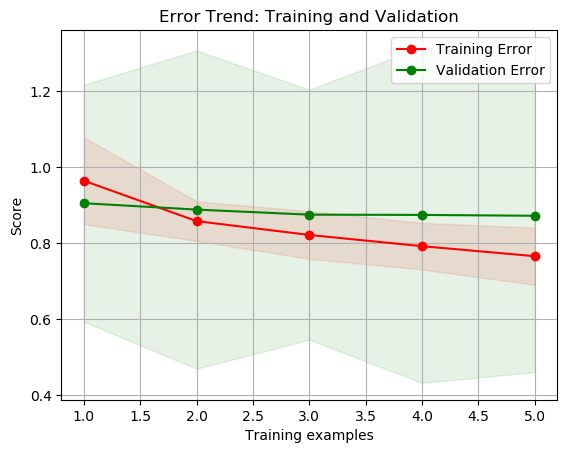 Error Trend: Training and Validation
Training Error
Validation Error
Score
1.2
1.0
0.8
0.6
0.4
1.0 1.5 2.0 2.5 3.0 3.5 4.0 4.5 5.0
Training examples